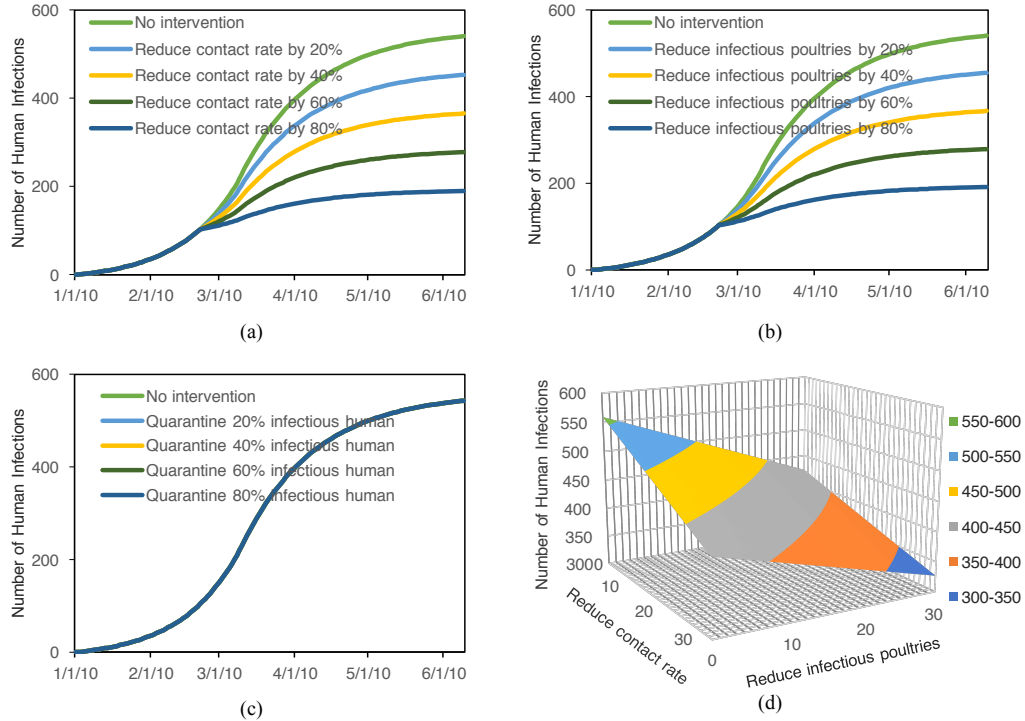 600
400
200
0
Number of Human Infections
No intervention
Reduce contact rate by 20%
Reduce contact rate by 40%
Reduce contact rate by 60%
Reduce contact rate by 80%
1/1/10 2/1/10 3/1/10 4/1/10 5/1/10 6/1/10
(a)
600
400
200
0
Number of Human Infections
No intervention
Reduce infectious poultries by 20%
Reduce infectious poultries by 40%
Reduce infectious poultries by 60%
Reduce infectious poultries by 80%
1/1/10 2/1/10 3/1/10 4/1/10 5/1/10 6/1/10
(b)
600
400
200
0
Number of Human Infections
No intervention
Quarantine 20% infectious human
Quarantine 40% infectious human
Quarantine 60% infectious human
Quarantine 80% infectious human
1/1/10 2/1/10 3/1/10 4/1/10 5/1/10 6/1/10
(c)
600
550
500
450
400
350
3000
Number of Human Infections
10
20
30
Reduce contact rate
0
10
20
30
Reduce infectious poultries
550-600
500-550
450-500
400-450
350-400
300-350
(d)